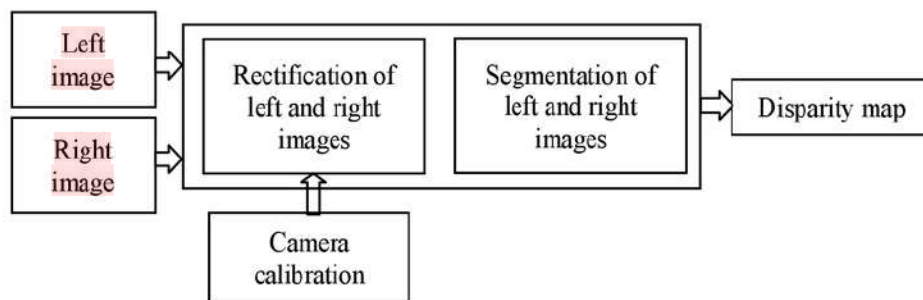 Left
image
Right
image
Rectification of
left and right
images
Segmentation of
left and right
images
Disparity map
Camera
calibration